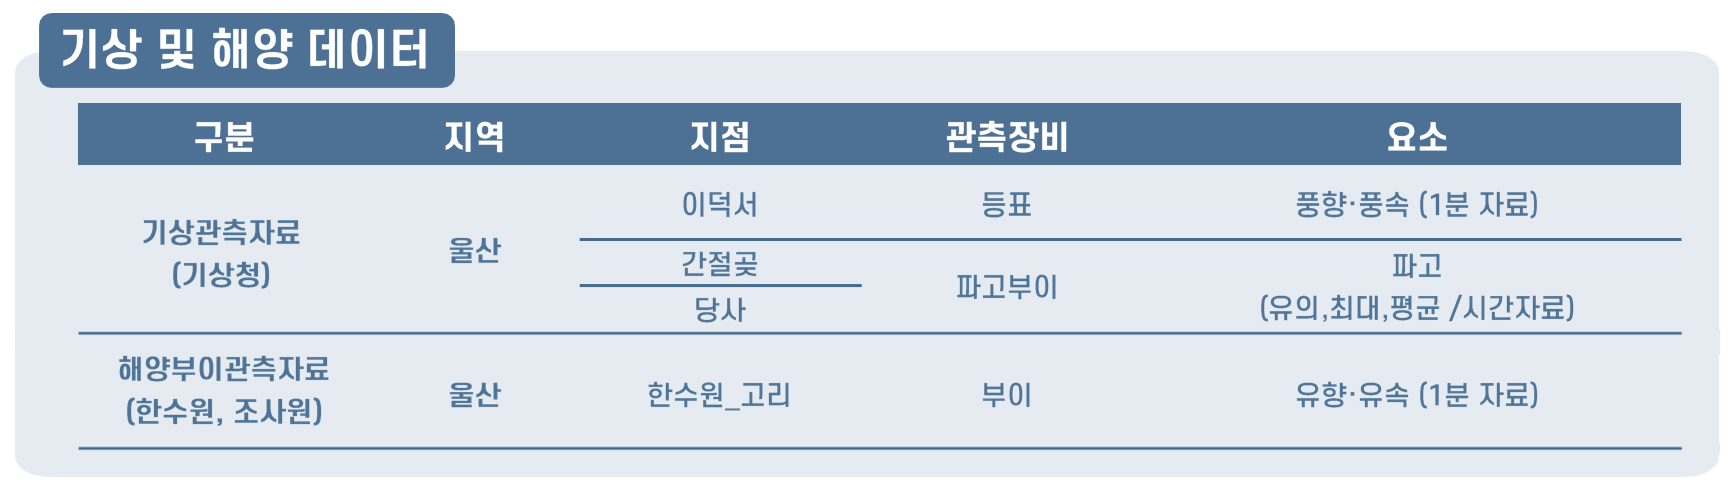 기상 및 해양 데이터
구분 지역 지점 관측장비 요소
기상관측자료
(기상청)
울산
이덕서 등표 풍향·풍속 (1분 자료)
간절곶
당사
파고부이
파고
(유의,최대,평균 /시간자료)
해양부이관측자료
(한수원, 조사원)
울산 한수원_고리 부이 유향·유속 (1분 자료)